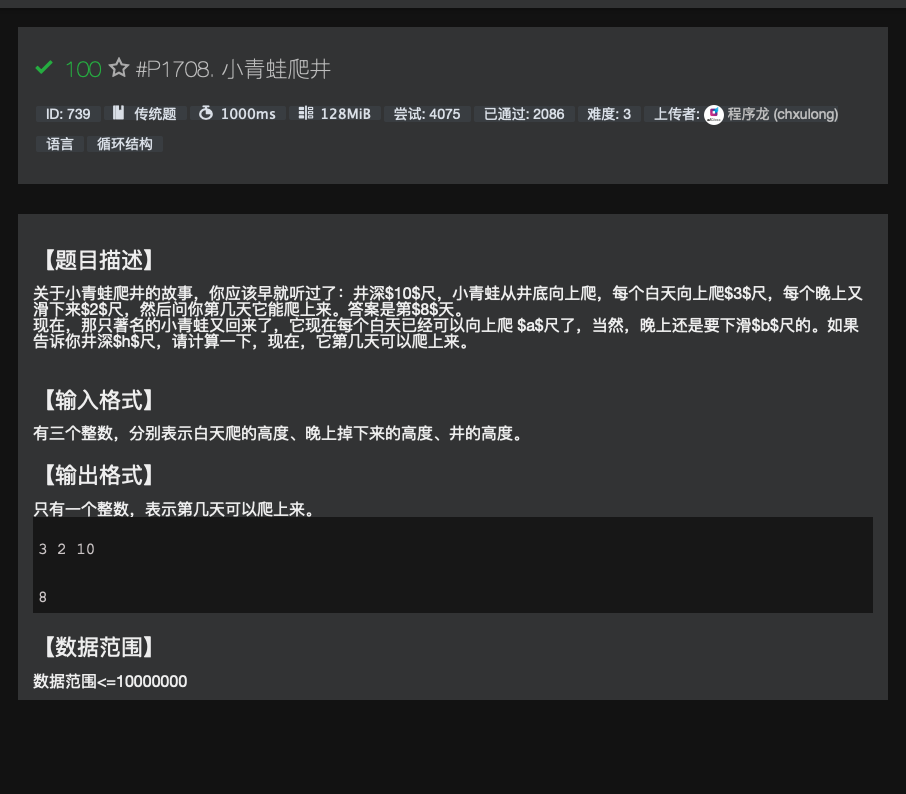 100 #P1708. 小青蛙爬井
ID: 739 传统题 1000ms 128MiB 尝试: 4075 已通过: 2086 难度: 3 上传者: 程序龙 (chxulong)
语言 循环结构
【题目描述】
关于小青蛙爬井的故事，你应该早就听过了：井深$10$尺，小青蛙从井底向上爬，每个白天向上爬$3$尺，每个晚上又
滑下来$2$尺，然后问你第几天它能爬上来。答案是第$8$天。
现在，那只著名的小青蛙又回来了，它现在每个白天已经可以向上爬 $a$尺了，当然，晚上还是要下滑$b$尺的。如果
告诉你井深$h$尺，请计算一下，现在，它第几天可以爬上来。
【输入格式】
有三个整数，分别表示白天爬的高度、晚上掉下来的高度、井的高度。
【输出格式】
只有一个整数，表示第几天可以爬上来。
3 2 10
8
【数据范围】
数据范围<=10000000